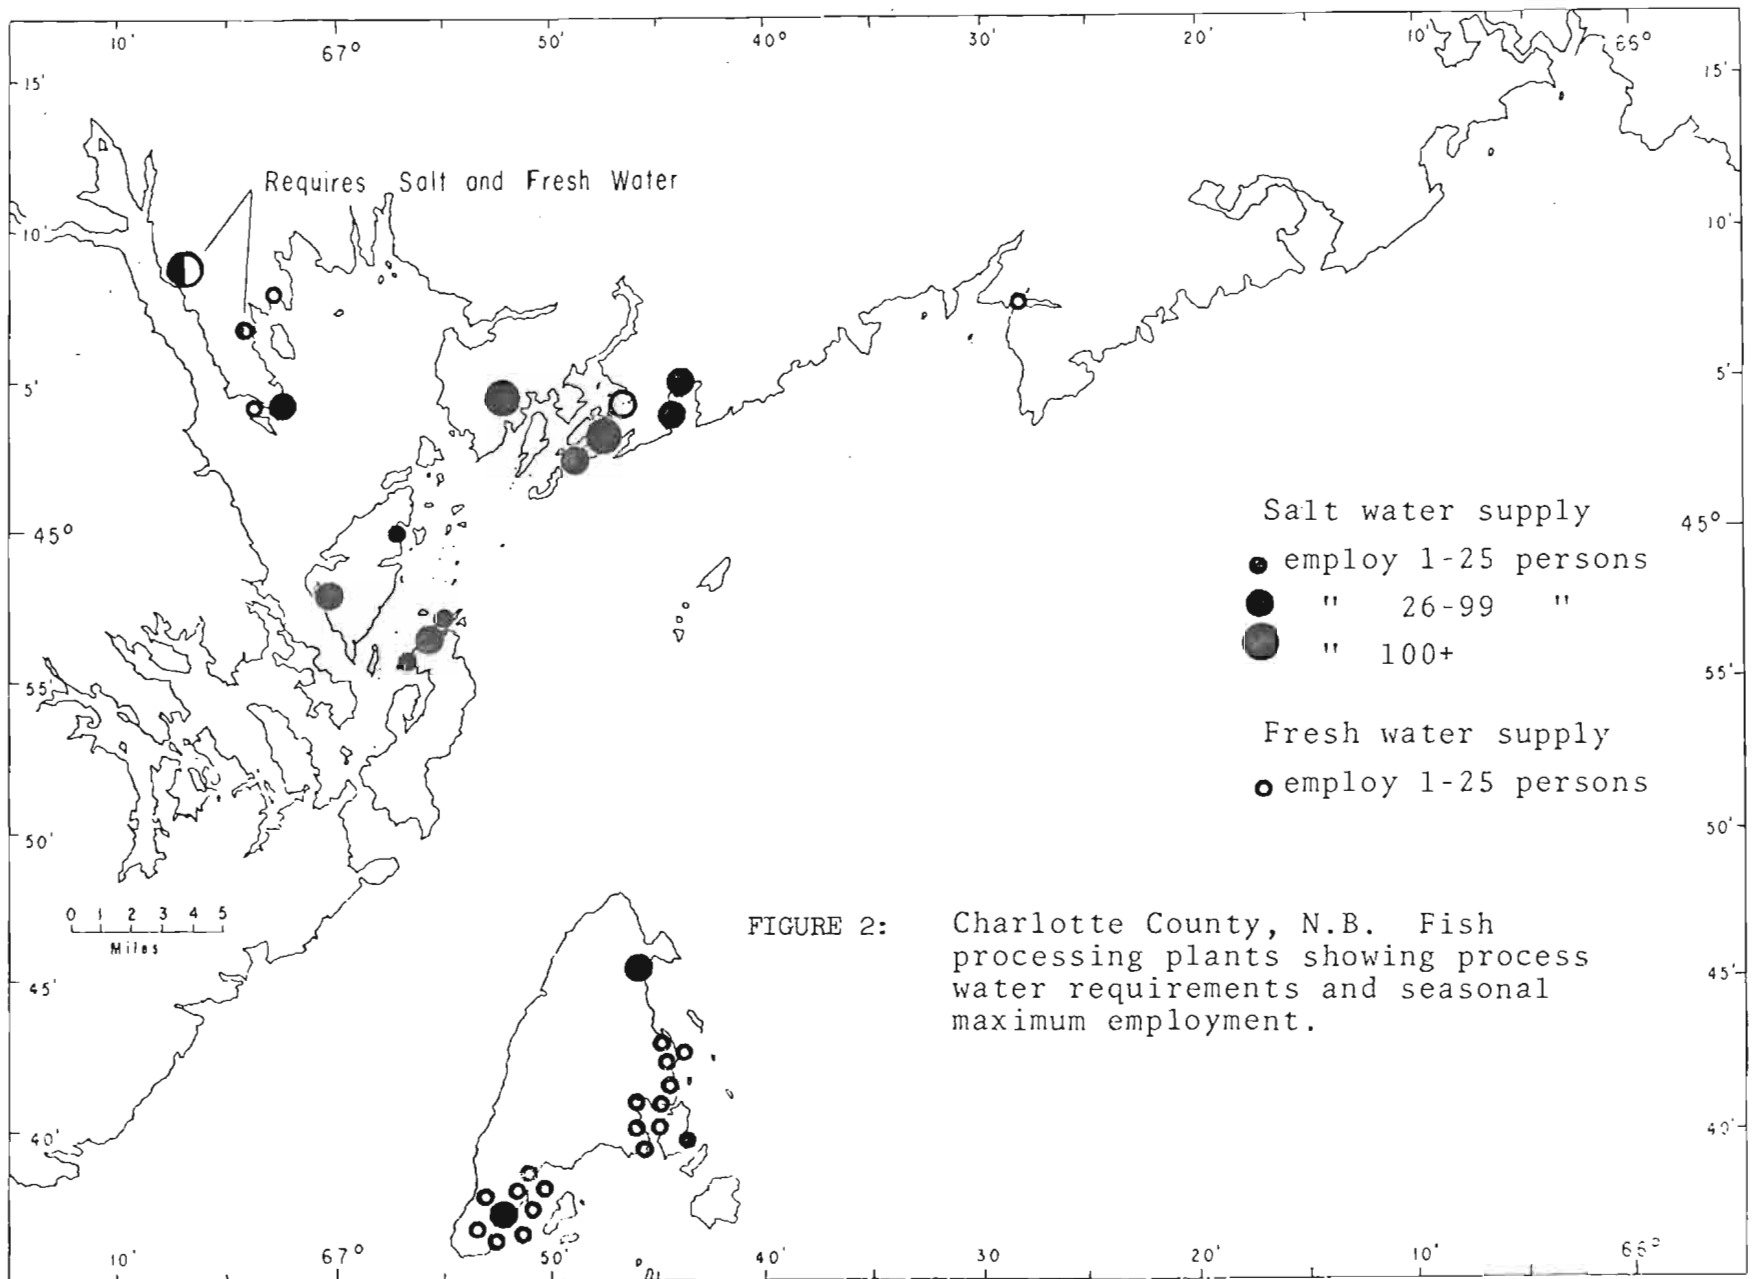 10' 67° 50' 40° 30' 20' 10' 66°
15' 15'
Requires Salt and Fresh Water
10' 10'
5' 5'
Salt water supply
45° 45°
employ 1-25 persons
" 26-99 "
" 100+
55' 55'
Fresh water supply
employ 1-25 persons
50' 50'
0 1 2 3 4 5
Miles
FIGURE 2: Charlotte County, N.B. Fish
processing plants showing process
water requirements and seasonal
maximum employment.
45' 45'
40' 40'
10' 67° 50' 40' 30' 20' 10' 66°